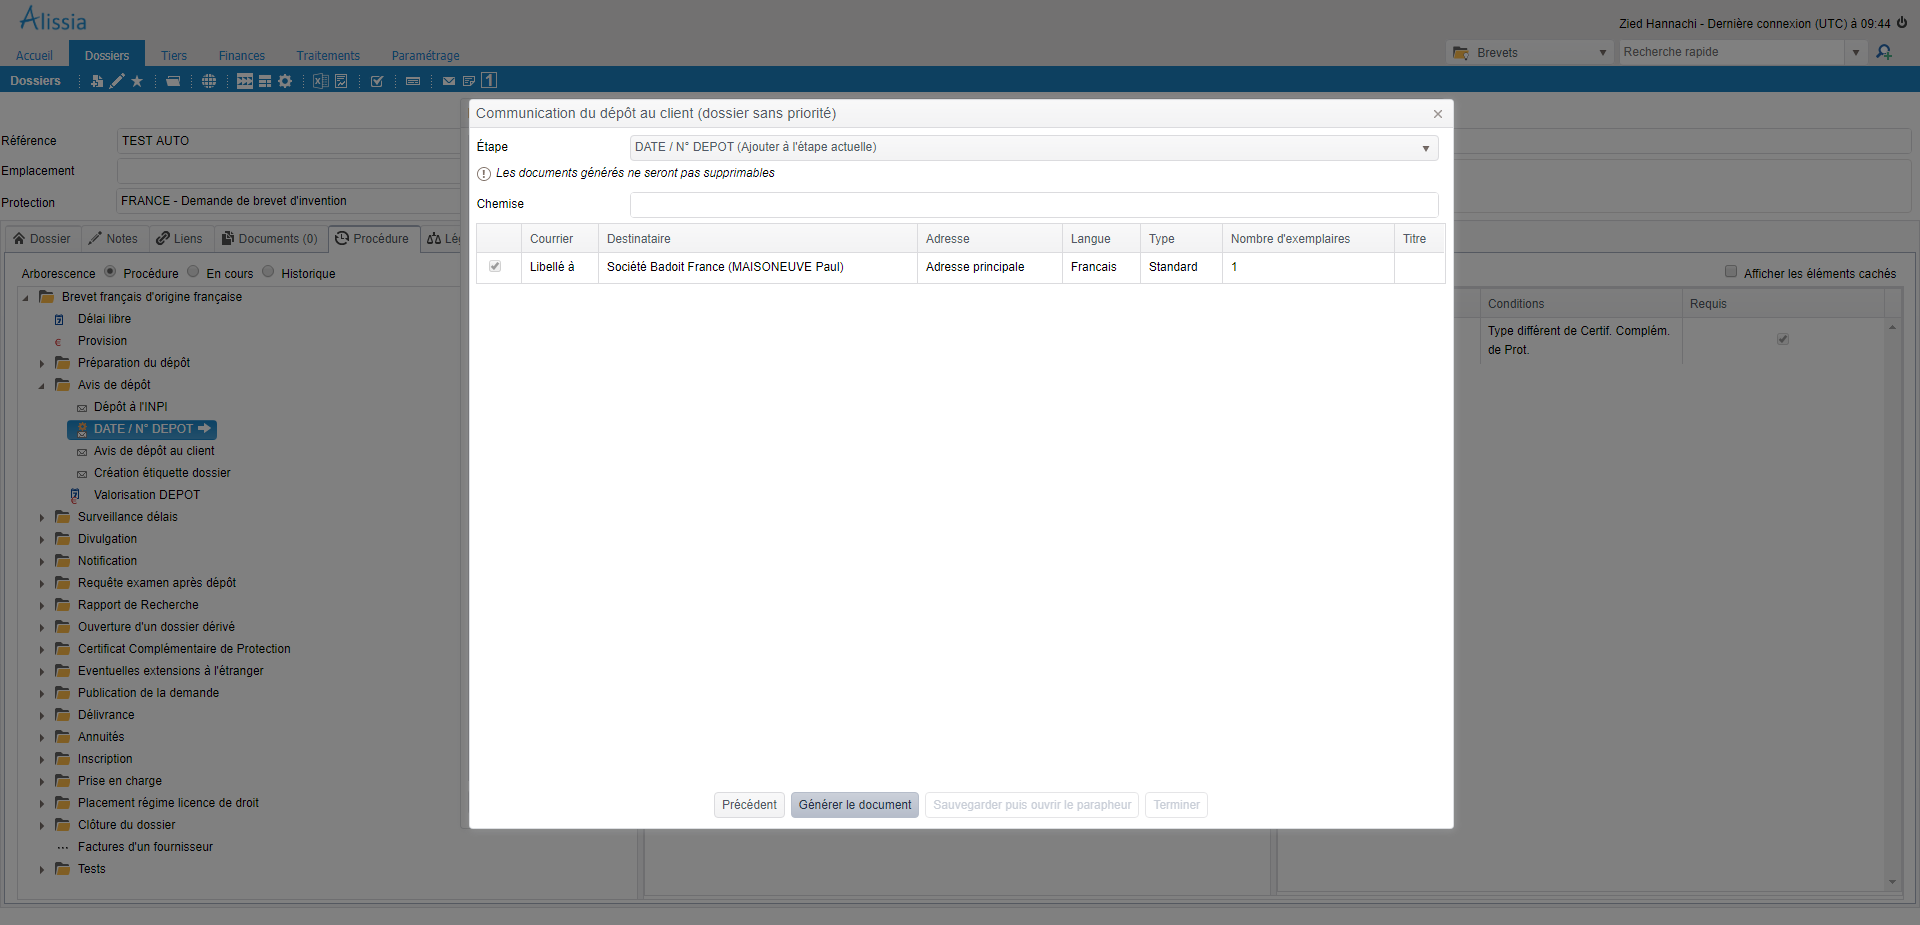 Alissia
Zied Hannachi - Dernière connexion (UTC) à 09:44
Accueil Dossiers Tiers Finances Traitements Paramétrage
Brevets Recherche rapide
Dossiers 1
Communication du dépôt au client (dossier sans priorité)
Référence TEST AUTO
Étape DATE / N° DEPOT (Ajouter à l'étape actuelle)
Emplacement
Les documents générés ne seront pas supprimables
Protection FRANCE - Demande de brevet d'invention
Chemise
Dossier Notes Liens Documents (0) Procédure
Courrier Destinataire Adresse Langue Type Nombre d'exemplaires Titre
Libellé à Société Badoit France (MAISONEUVE Paul) Adresse principale Francais Standard 1
Arborescence Procédure En cours Historique
Afficher les éléments cachés
Conditions Requis
Type différent de Certif. Complém.
de Prot.
Brevet français d'origine française
Délai libre
Provision
Préparation du dépôt
Avis de dépôt
Dépôt à l'INPI
DATE / N° DEPOT
Avis de dépôt au client
Création étiquette dossier
Valorisation DEPOT
Surveillance délais
Divulgation
Notification
Requête examen après dépôt
Rapport de Recherche
Ouverture d'un dossier dérivé
Certificat Complémentaire de Protection
Eventuelles extensions à l'étranger
Publication de la demande
Délivrance
Annuités
Inscription
Prise en charge
Placement régime licence de droit
Clôture du dossier
Factures d'un fournisseur
Tests
Précédent Générer le document Sauvegarder puis ouvrir le parapheur Terminer